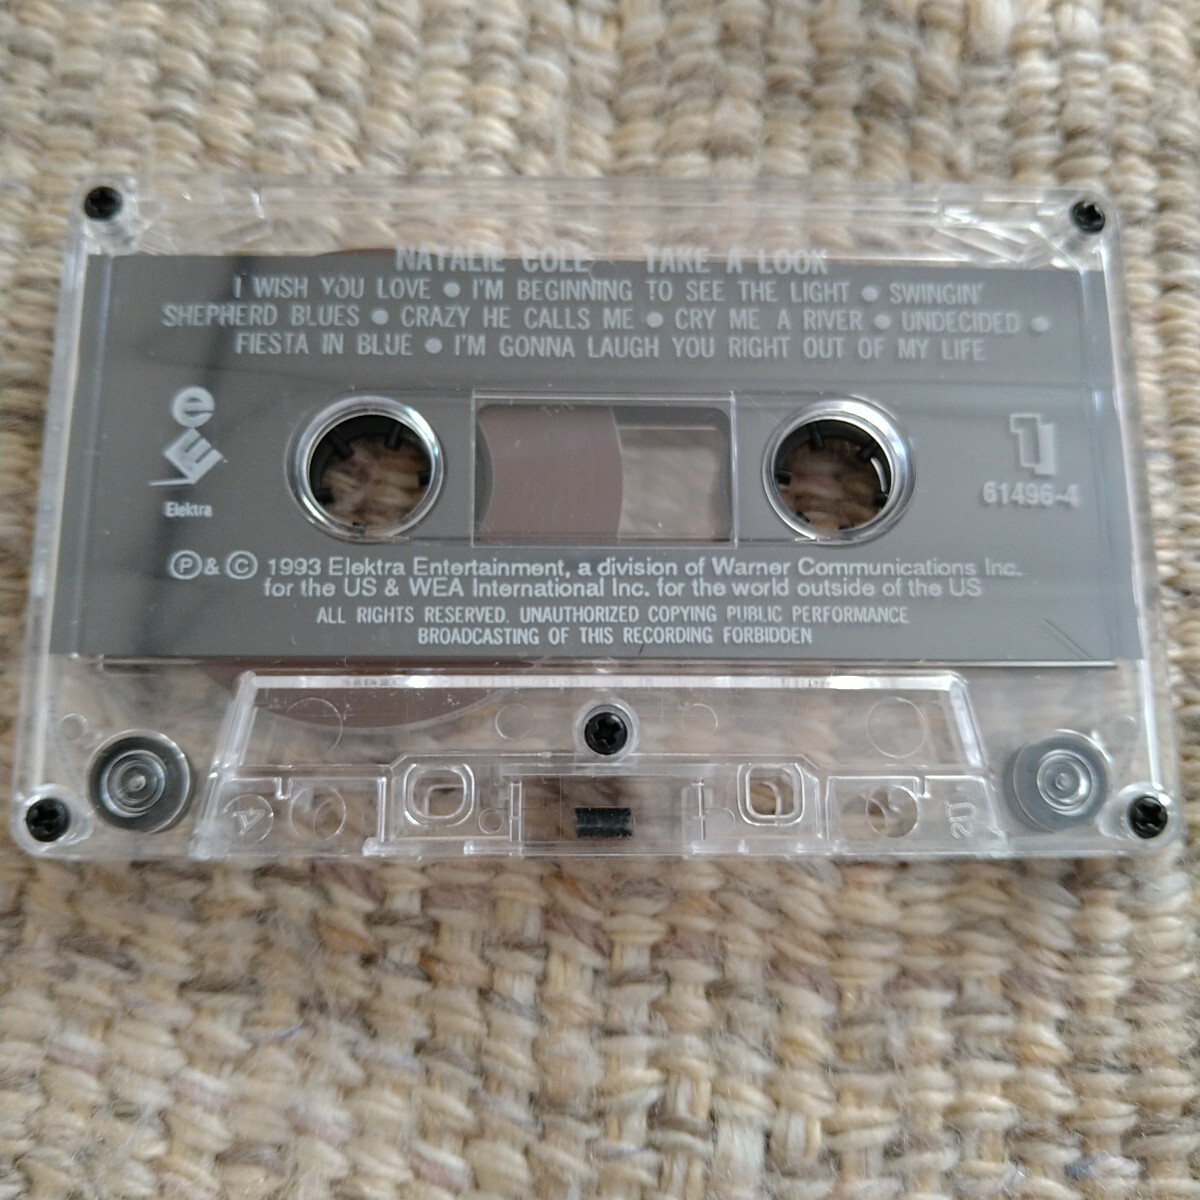 NATALIE COLE TAKE A LOOK
I WISH YOU LOVE • I'M BEGINNING TO SEE THE LIGHT • SWINGIN'
SHEPHERD BLUES • CRAZY HE CALLS ME • CRY ME A RIVER • UNDECIDED •
FIESTA IN BLUE • I'M GONNA LAUGH YOU RIGHT OUT OF MY LIFE
e
E
Elektra
1
61496-4
Ⓟ & © 1993 Elektra Entertainment, a division of Warner Communications Inc.
for the US & WEA International Inc. for the world outside of the US
ALL RIGHTS RESERVED. UNAUTHORIZED COPYING PUBLIC PERFORMANCE
BROADCASTING OF THIS RECORDING FORBIDDEN
A